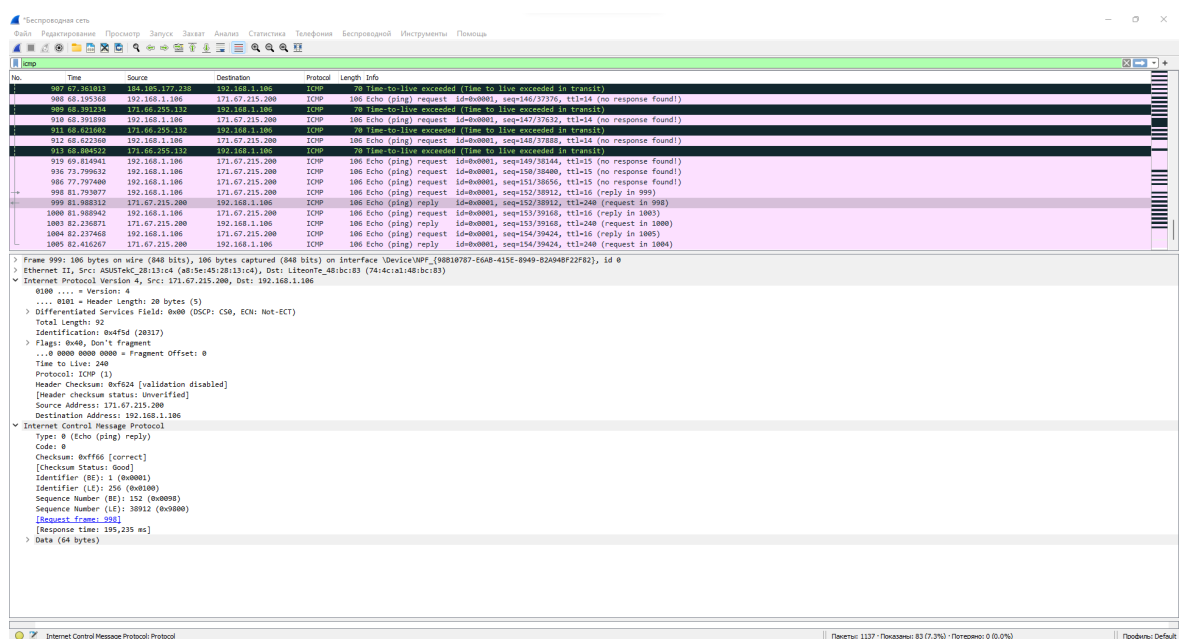 *Беспроводная сеть
Файл Редактирование Просмотр Запуск Захват Анализ Статистика Телефония Беспроводной Инструменты Помощь
icmp
No. Time Source Destination Protocol Length Info
907 67.361013 184.105.177.238 192.168.1.106 ICMP 70 Time-to-live exceeded (Time to live exceeded in transit)
908 68.195368 192.168.1.106 171.67.215.200 ICMP 106 Echo (ping) request id=0x0001, seq=146/37376, ttl=14 (no response found!)
909 68.391234 171.66.255.132 192.168.1.106 ICMP 70 Time-to-live exceeded (Time to live exceeded in transit)
910 68.391898 192.168.1.106 171.67.215.200 ICMP 106 Echo (ping) request id=0x0001, seq=147/37632, ttl=14 (no response found!)
911 68.621602 171.66.255.132 192.168.1.106 ICMP 70 Time-to-live exceeded (Time to live exceeded in transit)
912 68.622360 192.168.1.106 171.67.215.200 ICMP 106 Echo (ping) request id=0x0001, seq=148/37888, ttl=14 (no response found!)
913 68.804522 171.66.255.132 192.168.1.106 ICMP 70 Time-to-live exceeded (Time to live exceeded in transit)
919 69.814941 192.168.1.106 171.67.215.200 ICMP 106 Echo (ping) request id=0x0001, seq=149/38144, ttl=15 (no response found!)
936 73.799632 192.168.1.106 171.67.215.200 ICMP 106 Echo (ping) request id=0x0001, seq=150/38400, ttl=15 (no response found!)
986 77.797400 192.168.1.106 171.67.215.200 ICMP 106 Echo (ping) request id=0x0001, seq=151/38656, ttl=15 (no response found!)
998 81.793077 192.168.1.106 171.67.215.200 ICMP 106 Echo (ping) request id=0x0001, seq=152/38912, ttl=16 (reply in 999)
999 81.988312 171.67.215.200 192.168.1.106 ICMP 106 Echo (ping) reply id=0x0001, seq=152/38912, ttl=240 (request in 998)
1000 81.988942 192.168.1.106 171.67.215.200 ICMP 106 Echo (ping) request id=0x0001, seq=153/39168, ttl=16 (reply in 1003)
1003 82.236871 171.67.215.200 192.168.1.106 ICMP 106 Echo (ping) reply id=0x0001, seq=153/39168, ttl=240 (request in 1000)
1004 82.237468 192.168.1.106 171.67.215.200 ICMP 106 Echo (ping) request id=0x0001, seq=154/39424, ttl=16 (reply in 1005)
1005 82.416267 171.67.215.200 192.168.1.106 ICMP 106 Echo (ping) reply id=0x0001, seq=154/39424, ttl=240 (request in 1004)
Frame 999: 106 bytes on wire (848 bits), 106 bytes captured (848 bits) on interface \Device\NPF_{98B10787-E6AB-415E-8949-B2A94BF22F82}, id 0
Ethernet II, Src: ASUSTekC_28:13:c4 (a8:5e:45:28:13:c4), Dst: LiteonTe_48:bc:83 (74:4c:a1:48:bc:83)
Internet Protocol Version 4, Src: 171.67.215.200, Dst: 192.168.1.106
0100 .... = Version: 4
.... 0101 = Header Length: 20 bytes (5)
Differentiated Services Field: 0x00 (DSCP: CS0, ECN: Not-ECT)
Total Length: 92
Identification: 0x4f5d (20317)
Flags: 0x40, Don't fragment
...0 0000 0000 0000 = Fragment Offset: 0
Time to Live: 240
Protocol: ICMP (1)
Header Checksum: 0xf624 [validation disabled]
[Header checksum status: Unverified]
Source Address: 171.67.215.200
Destination Address: 192.168.1.106
Internet Control Message Protocol
Type: 0 (Echo (ping) reply)
Code: 0
Checksum: 0xff66 [correct]
[Checksum Status: Good]
Identifier (BE): 1 (0x0001)
Identifier (LE): 256 (0x0100)
Sequence Number (BE): 152 (0x0098)
Sequence Number (LE): 38912 (0x9800)
[Request frame: 998]
[Response time: 195,235 ms]
Data (64 bytes)
Internet Control Message Protocol: Protocol Пакеты: 1137 · Показаны: 83 (7.3%) · Потеряно: 0 (0.0%) Профиль: Default